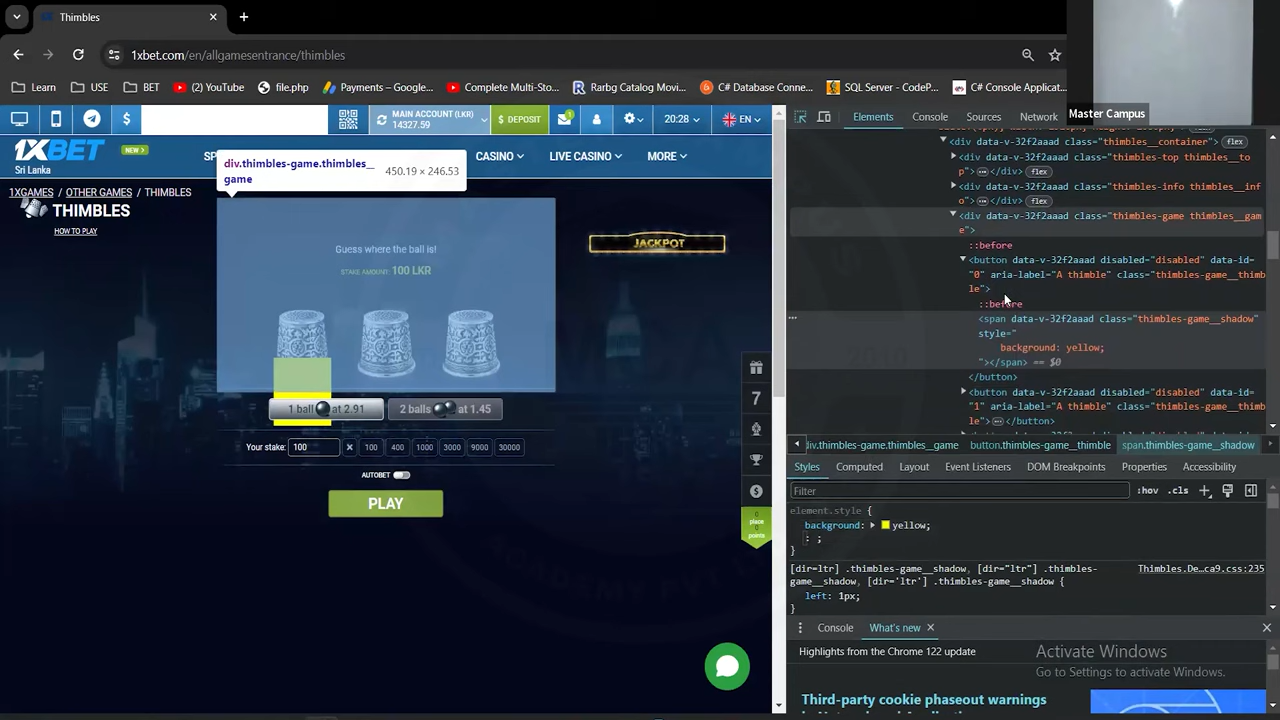 Thimbles
1xbet.com/en/allgamesentrance/thimbles
Learn
USE
BET
(2) YouTube
file.php
Payments – Google...
Complete Multi-Sto...
Rarbg Catalog Movi...
C# Database Conne...
SQL Server - CodeP...
C# Console Applicat...
Master Campus
MAIN ACCOUNT (LKR)
14327.59
$ DEPOSIT
1
20:28
EN
1XBET
Sri Lanka
NEW >
SP
CASINO
LIVE CASINO
MORE
div.thimbles-game.thimbles__
game
450.19 × 246.53
1XGAMES / OTHER GAMES / THIMBLES
THIMBLES
HOW TO PLAY
Guess where the ball is!
STAKE AMOUNT: 100 LKR
JACKPOT
1 ball at 2.91
2 balls at 1.45
Your stake: 100 × 100 400 1000 3000 9000 30000
AUTOBET
PLAY
7
0
place
0
points
Elements
Console
Sources
Network
<div data-v-32f2aaad class="thimbles__container">
flex
<div data-v-32f2aaad class="thimbles-top thimbles__to
p"> … </div> flex
<div data-v-32f2aaad class="thimbles-info thimbles__inf
o"> … </div> flex
<div data-v-32f2aaad class="thimbles-game thimbles__gam
e">
::before
<button data-v-32f2aaad disabled="disabled" data-id=
"0" aria-label="A thimble" class="thimbles-game__thimb
le">
::before
<span data-v-32f2aaad class="thimbles-game__shadow"
style="
background: yellow;
"></span> == $0
</button>
<button data-v-32f2aaad disabled="disabled" data-id=
"1" aria-label="A thimble" class="thimbles-game__thimb
le"> … </button>
div.thimbles-game.thimbles__game
button.thimbles-game__thimble
span.thimbles-game__shadow
Styles
Computed
Layout
Event Listeners
DOM Breakpoints
Properties
Accessibility
Filter
:hov
.cls
element.style {
background: yellow;
: ;
}
[dir=ltr] .thimbles-game__shadow, [dir="ltr"] .thimbles-
game__shadow, [dir='ltr'] .thimbles-game__shadow {
Thimbles.De…ca9.css:235
left: 1px;
}
Console
What's new
Highlights from the Chrome 122 update
Activate Windows
Go to Settings to activate Windows.
Third-party cookie phaseout warnings